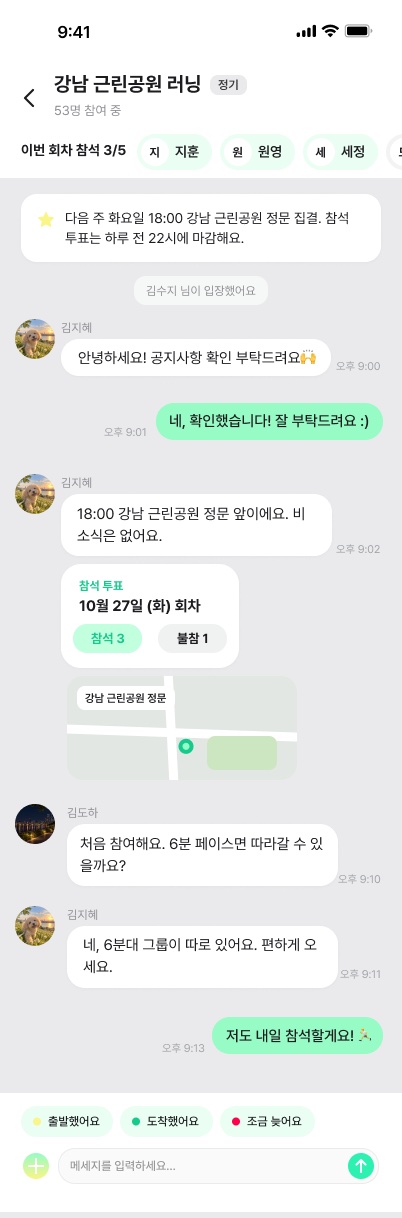 9:41
강남 근린공원 러닝 정기
53명 참여 중
이번 회차 참석 3/5 지 지훈 원 원영 세 세정
다음 주 화요일 18:00 강남 근린공원 정문 집결. 참석
투표는 하루 전 22시에 마감해요.
김수지 님이 입장했어요
김지혜
안녕하세요! 공지사항 확인 부탁드려요🙌
오후 9:00
네, 확인했습니다! 잘 부탁드려요 :)
오후 9:01
김지혜
18:00 강남 근린공원 정문 앞이에요. 비
소식은 없어요.
오후 9:02
참석 투표
10월 27일 (화) 회차
참석 3 불참 1
강남 근린공원 정문
김도하
처음 참여해요. 6분 페이스면 따라갈 수 있
을까요?
오후 9:10
김지혜
네, 6분대 그룹이 따로 있어요. 편하게 오
세요.
오후 9:11
저도 내일 참석할게요!
오후 9:13
출발했어요 도착했어요 조금 늦어요
메세지를 입력하세요...